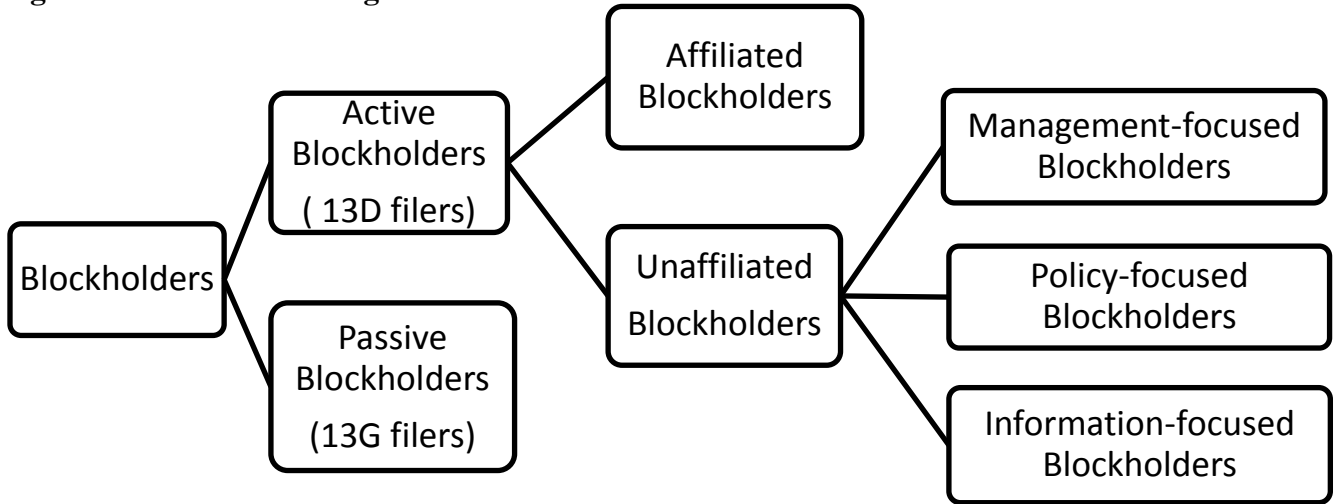 Blockholders
Active
Blockholders
( 13D filers)
Passive
Blockholders
(13G filers)
Affiliated
Blockholders
Unaffiliated
Blockholders
Management-focused
Blockholders
Policy-focused
Blockholders
Information-focused
Blockholders